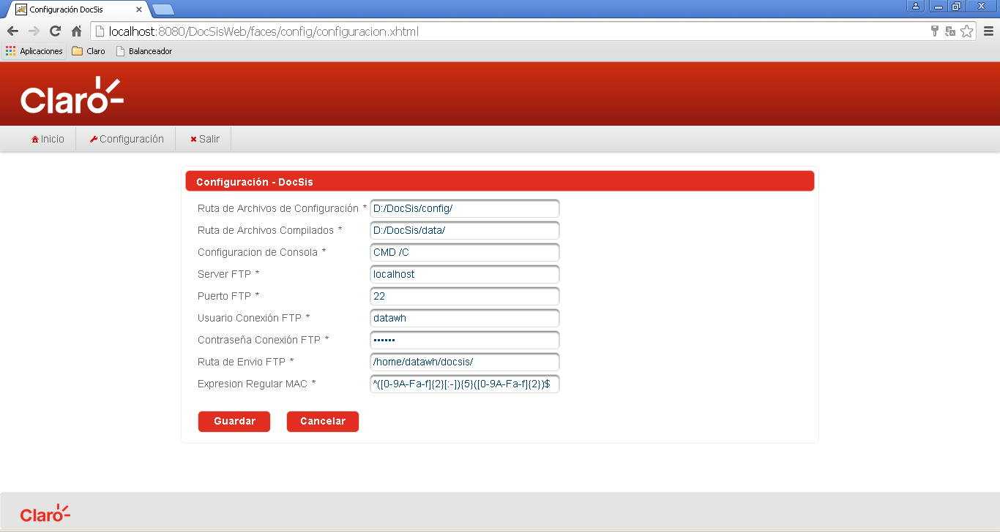 Configuración DocSis
localhost:8080/DocSisWeb/faces/config/configuracion.xhtml
Aplicaciones Claro Balanceador
Claro
Inicio Configuración Salir
Configuración - DocSis
Ruta de Archivos de Configuración * D:/DocSis/config/
Ruta de Archivos Compilados * D:/DocSis/data/
Configuracion de Consola * CMD /C
Server FTP * localhost
Puerto FTP * 22
Usuario Conexión FTP * datawh
Contraseña Conexión FTP * ••••••
Ruta de Envio FTP * /home/datawh/docsis/
Expresion Regular MAC * ^([0-9A-Fa-f]{2}[:-]){5}([0-9A-Fa-f]{2})$
Guardar Cancelar
Claro